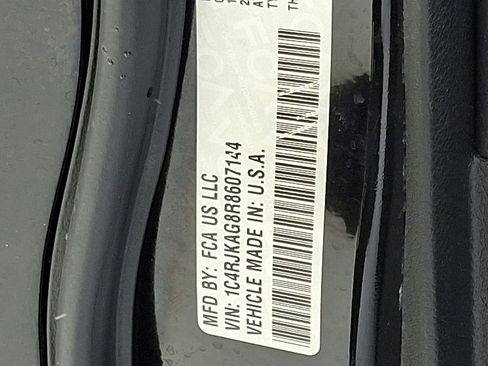 MFD BY: FCA US LLC
VIN: 1C4RJKAG8R8607144
VEHICLE MADE IN: U.S.A.